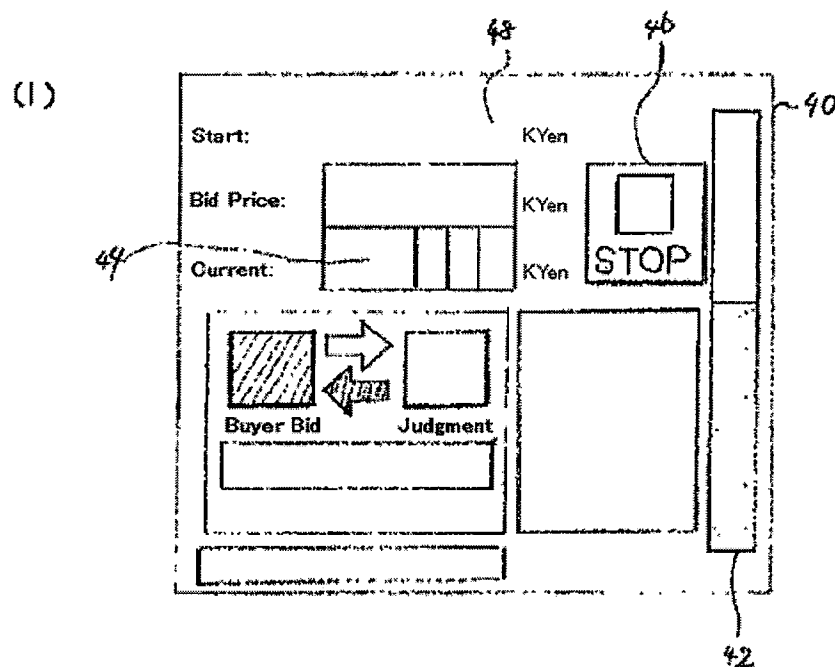 48
46
(1)
40
Start: KYen
Bid Price: KYen
44
Current: KYen
STOP
Buyer Bid Judgment
42